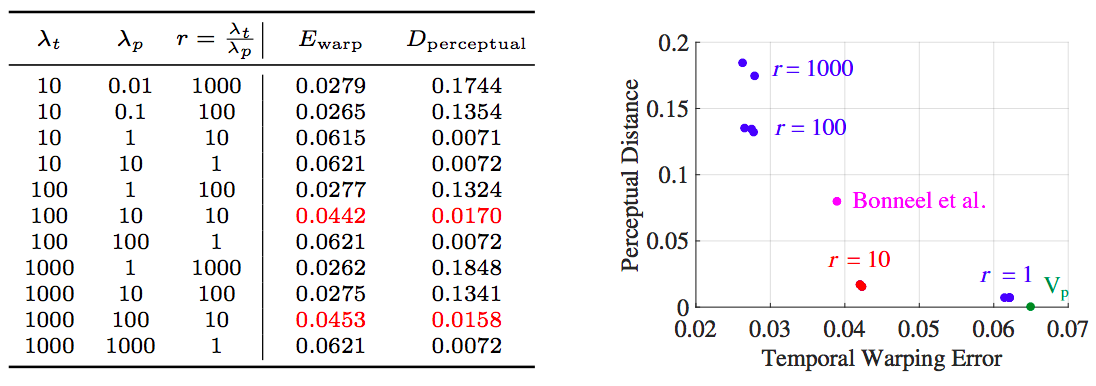 λt λp r = λt/λp Ewarp Dperceptual
10 0.01 1000 0.0279 0.1744
10 0.1 100 0.0265 0.1354
10 1 10 0.0615 0.0071
10 10 1 0.0621 0.0072
100 1 100 0.0277 0.1324
100 10 10 0.0442 0.0170
100 100 1 0.0621 0.0072
1000 1 1000 0.0262 0.1848
1000 10 100 0.0275 0.1341
1000 100 10 0.0453 0.0158
1000 1000 1 0.0621 0.0072
Perceptual Distance
0.2
0.15
0.1
0.05
0
r = 1000
r = 100
Bonneel et al.
r = 10
r = 1
Vp
0.02 0.03 0.04 0.05 0.06 0.07
Temporal Warping Error